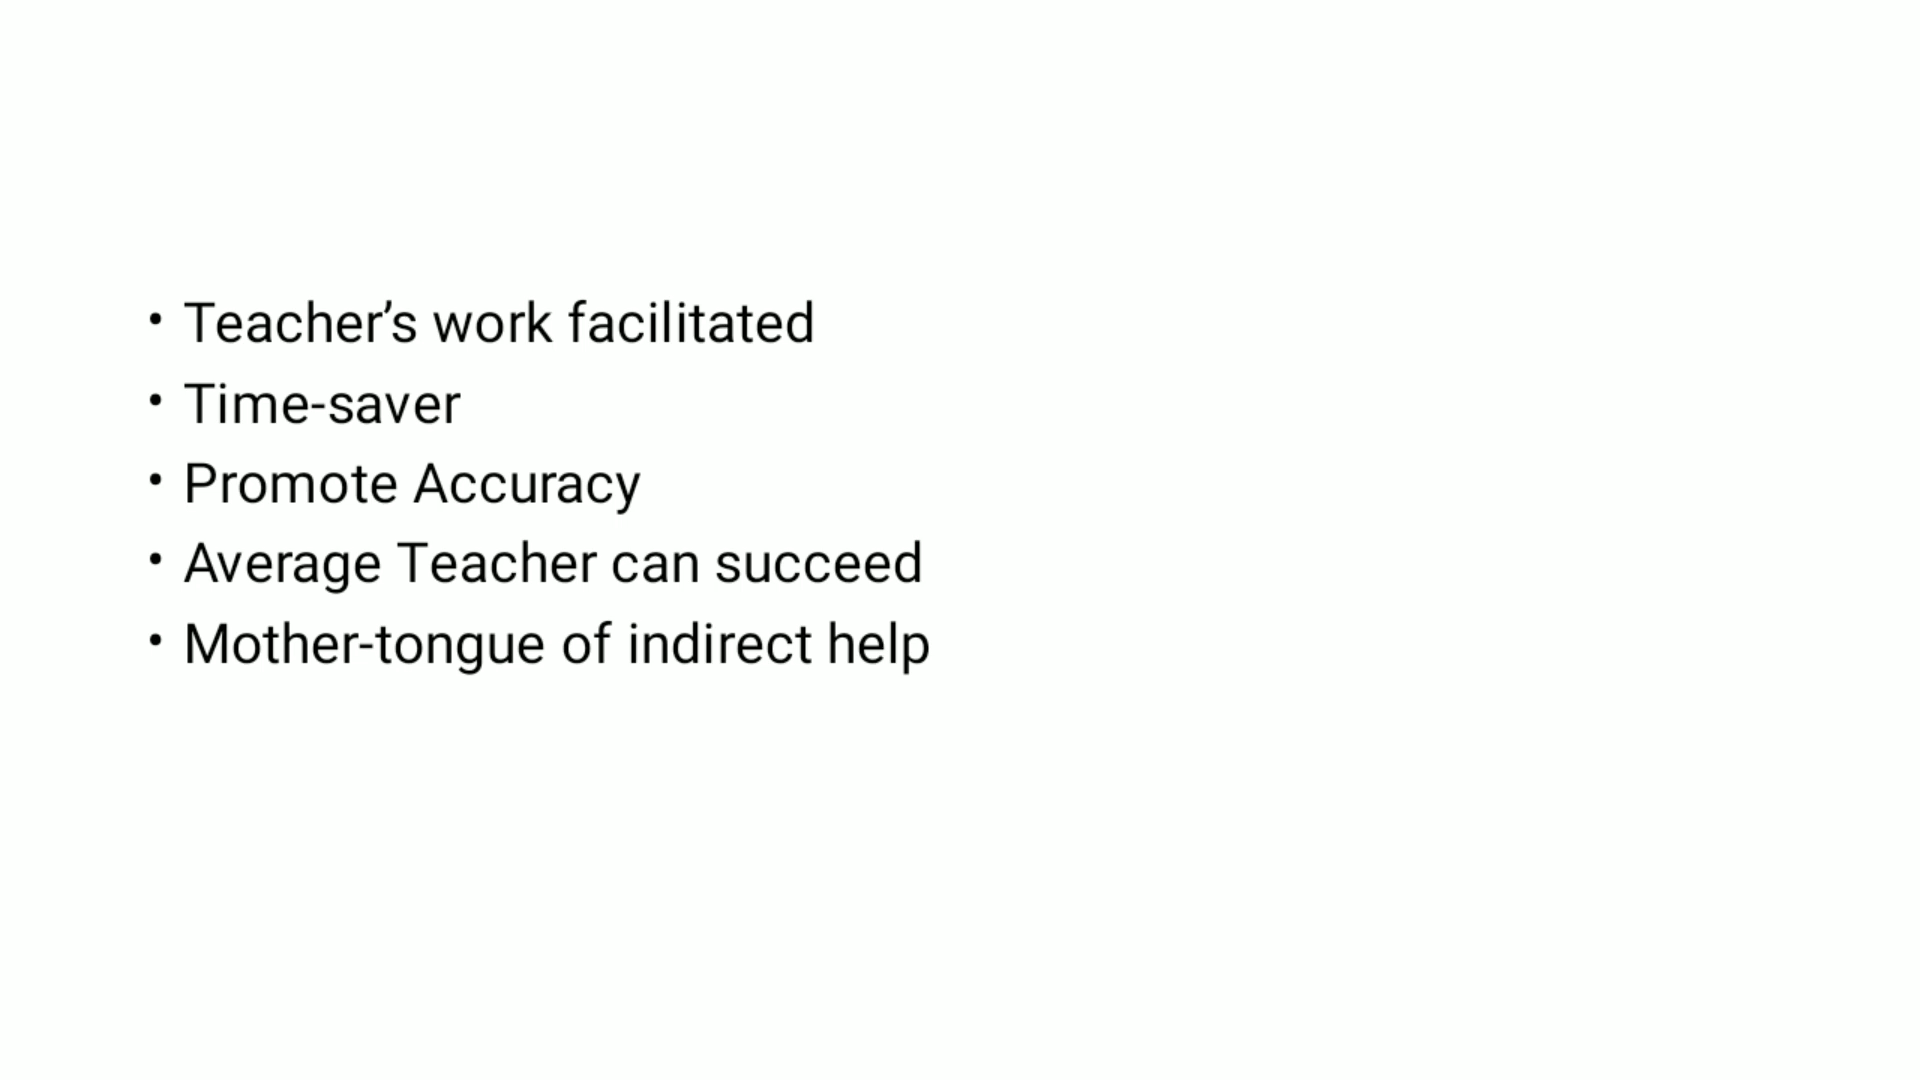 • Teacher’s work facilitated
• Time-saver
• Promote Accuracy
• Average Teacher can succeed
• Mother-tongue of indirect help